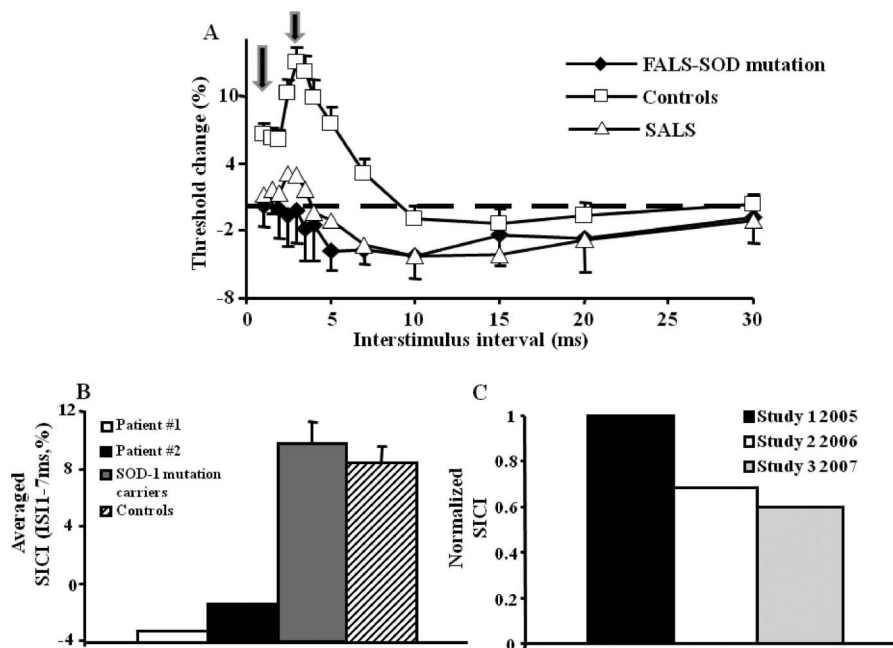 A
Threshold change (%)
10
4
-2
-8
0
5
10
15
20
25
30
Interstimulus interval (ms)
FALS-SOD mutation
Controls
SALS
B
Averaged
SICI (ISI1-7ms,%)
12
8
4
0
-4
Patient #1
Patient #2
SOD-1 mutation
carriers
Controls
C
Normalized
SICI
1
0.8
0.6
0.4
0.2
0
Study 1 2005
Study 2 2006
Study 3 2007